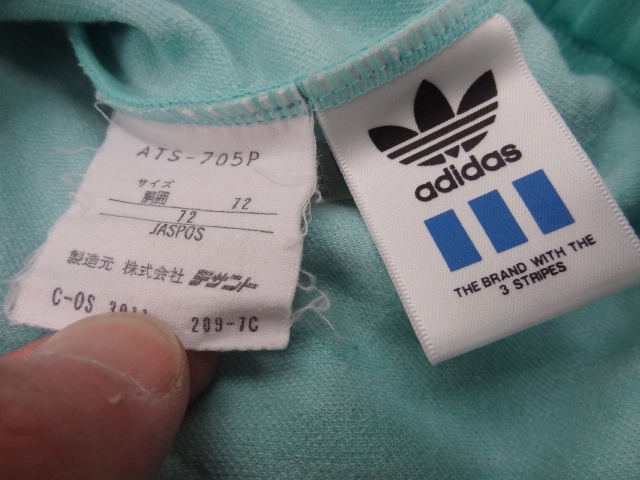 ATS-705P
サイズ
胴囲 72
72
JASPOS
製造元 株式会社 デサント
C-OS 209-7C
adidas
THE BRAND WITH THE
3 STRIPES